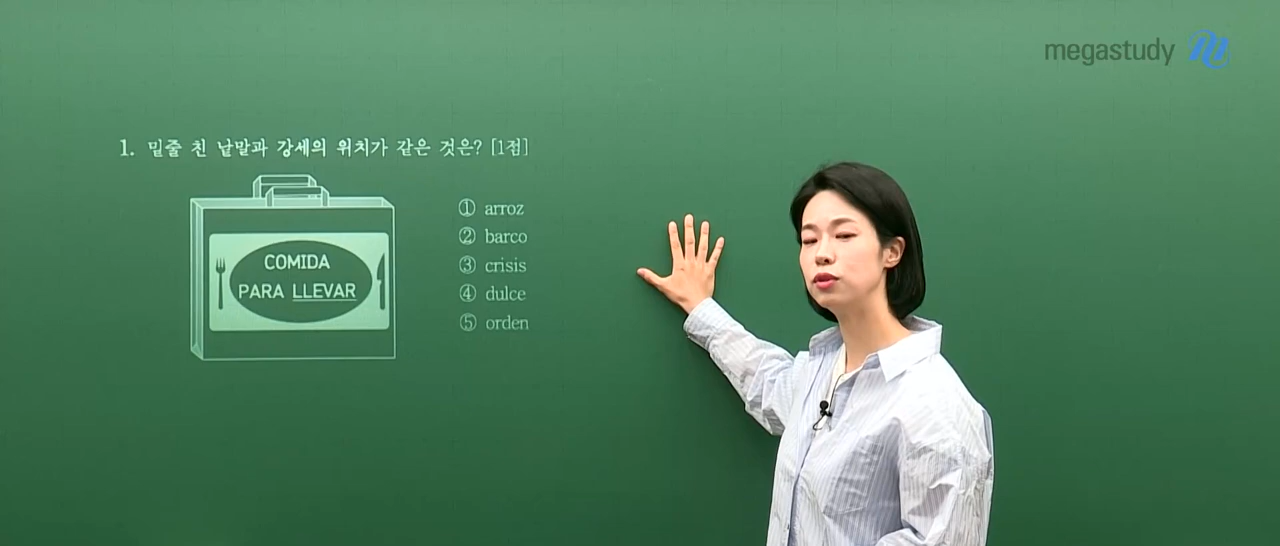 megastudy
1. 밑줄 친 낱말과 강세의 위치가 같은 것은? [1점]
COMIDA
PARA LLEVAR
① arroz
② barco
③ crisis
④ dulce
⑤ orden